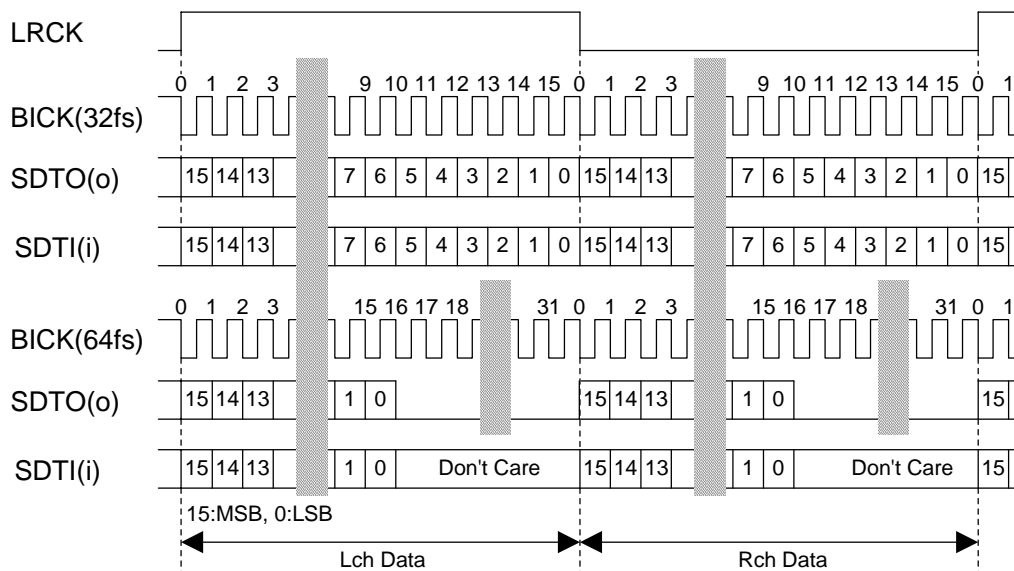 LRCK
0 1 2 3 9 10 11 12 13 14 15 0 1 2 3 9 10 11 12 13 14 15 0 1
BICK(32fs)
SDTO(o) 15 14 13 7 6 5 4 3 2 1 0 15 14 13 7 6 5 4 3 2 1 0 15
SDTI(i) 15 14 13 7 6 5 4 3 2 1 0 15 14 13 7 6 5 4 3 2 1 0 15
0 1 2 3 15 16 17 18 31 0 1 2 3 15 16 17 18 31 0 1
BICK(64fs)
SDTO(o) 15 14 13 1 0 15 14 13 1 0 15
SDTI(i) 15 14 13 1 0 Don't Care 15 14 13 1 0 Don't Care 15
15:MSB, 0:LSB
Lch Data Rch Data